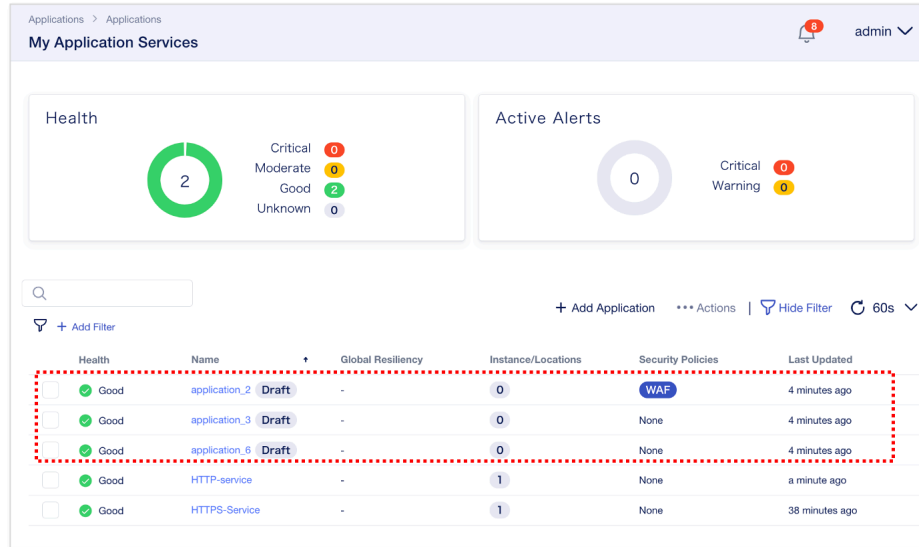 Applications > Applications
My Application Services
8
admin
Health
2
Critical 0
Moderate 0
Good 2
Unknown 0
Active Alerts
0
Critical 0
Warning 0
+ Add Application ••• Actions | Hide Filter 60s
+ Add Filter
Health Name ↑ Global Resiliency Instance/Locations Security Policies Last Updated
Good application_2 Draft - 0 WAF 4 minutes ago
Good application_3 Draft - 0 None 4 minutes ago
Good application_6 Draft - 0 None 4 minutes ago
Good HTTP-service - 1 None a minute ago
Good HTTPS-Service - 1 None 38 minutes ago